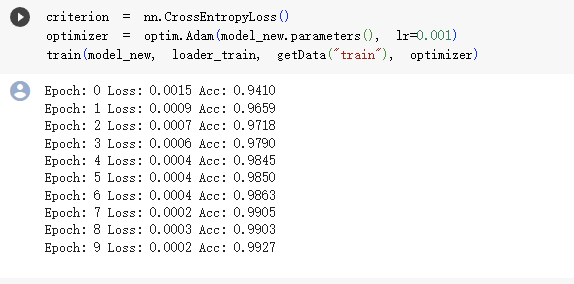 criterion = nn.CrossEntropyLoss()
optimizer = optim.Adam(model_new.parameters(), lr=0.001)
train(model_new, loader_train, getData("train"), optimizer)
Epoch: 0 Loss: 0.0015 Acc: 0.9410
Epoch: 1 Loss: 0.0009 Acc: 0.9659
Epoch: 2 Loss: 0.0007 Acc: 0.9718
Epoch: 3 Loss: 0.0006 Acc: 0.9790
Epoch: 4 Loss: 0.0004 Acc: 0.9845
Epoch: 5 Loss: 0.0004 Acc: 0.9850
Epoch: 6 Loss: 0.0004 Acc: 0.9863
Epoch: 7 Loss: 0.0002 Acc: 0.9905
Epoch: 8 Loss: 0.0003 Acc: 0.9903
Epoch: 9 Loss: 0.0002 Acc: 0.9927